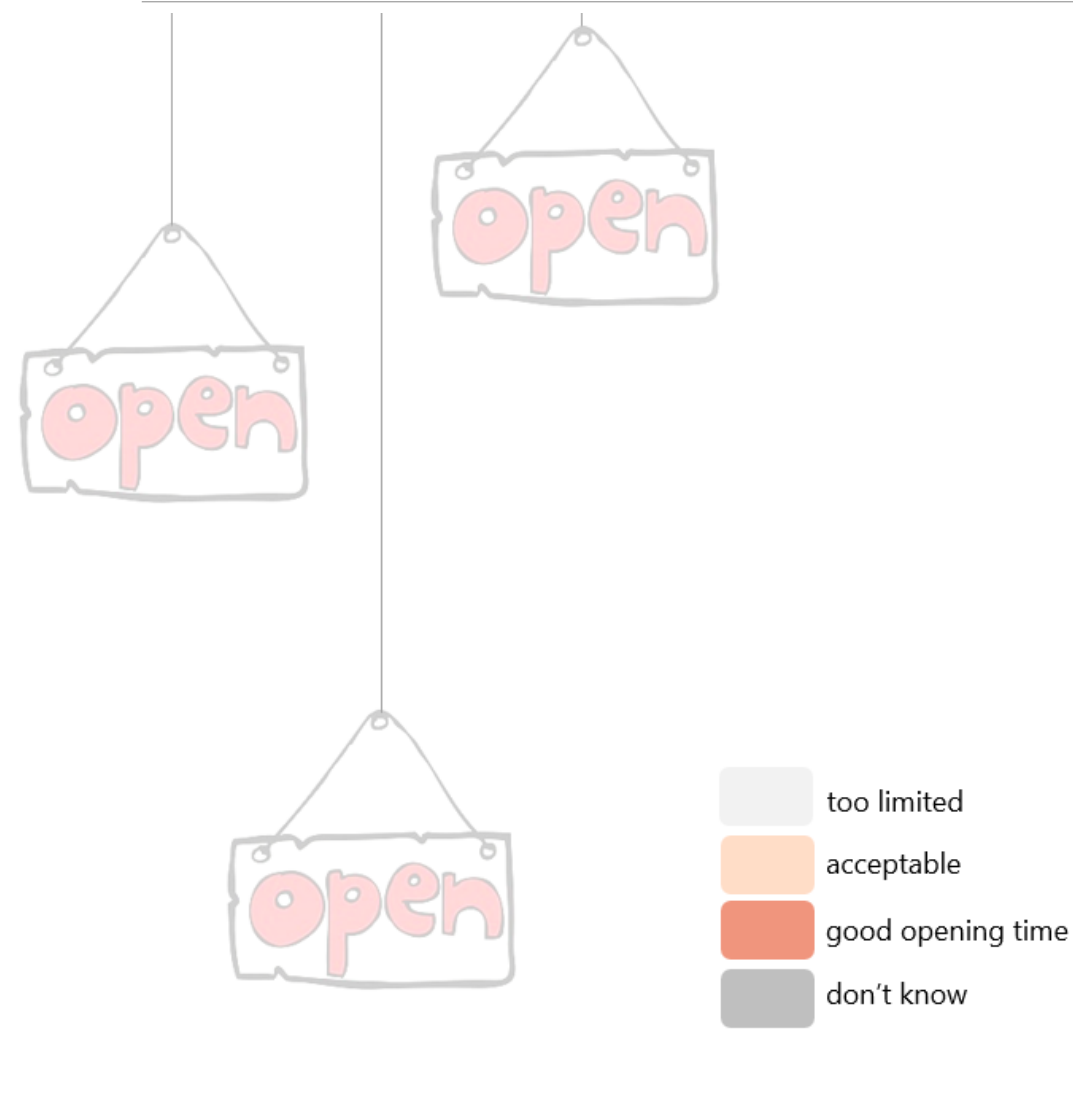 open
open
open
too limited
acceptable
good opening time
don't know